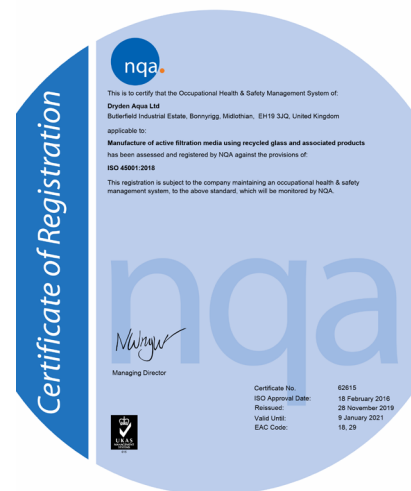 nqa.
Certificate of Registration
This is to certify that the Occupational Health & Safety Management System of:
Dryden Aqua Ltd
Butlerfield Industrial Estate, Bonnyrigg, Midlothian, EH19 3JQ, United Kingdom
applicable to:
Manufacture of active filtration media using recycled glass and associated products
has been assessed and registered by NQA against the provisions of:
ISO 45001:2018
This registration is subject to the company maintaining an occupational health & safety
management system, to the above standard, which will be monitored by NQA.
nqa
Managing Director
Certificate No. 62615
ISO Approval Date: 18 February 2016
Reissued: 28 November 2019
Valid Until: 9 January 2021
EAC Code: 18, 29
UKAS
MANAGEMENT
SYSTEMS